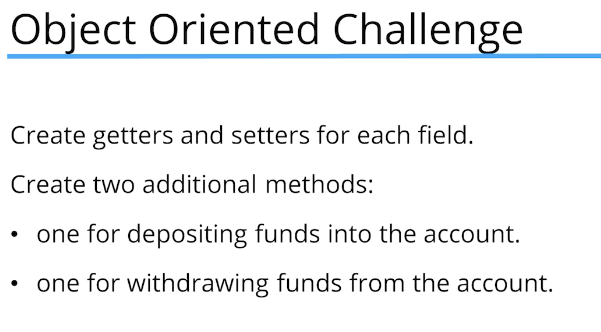 Object Oriented Challenge
Create getters and setters for each field.
Create two additional methods:
• one for depositing funds into the account.
• one for withdrawing funds from the account.